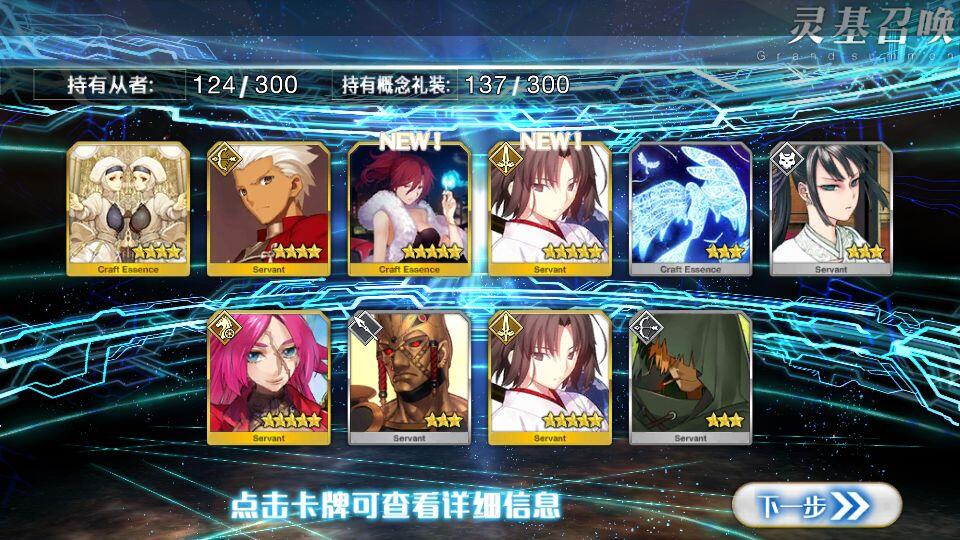 灵基召唤
Grand summon
持有从者: 124/300 持有概念礼装: 137/300
NEW! NEW!
Craft Essence Servant Craft Essence Servant Craft Essence Servant
Servant Servant Servant Servant
点击卡牌可查看详细信息
下一步